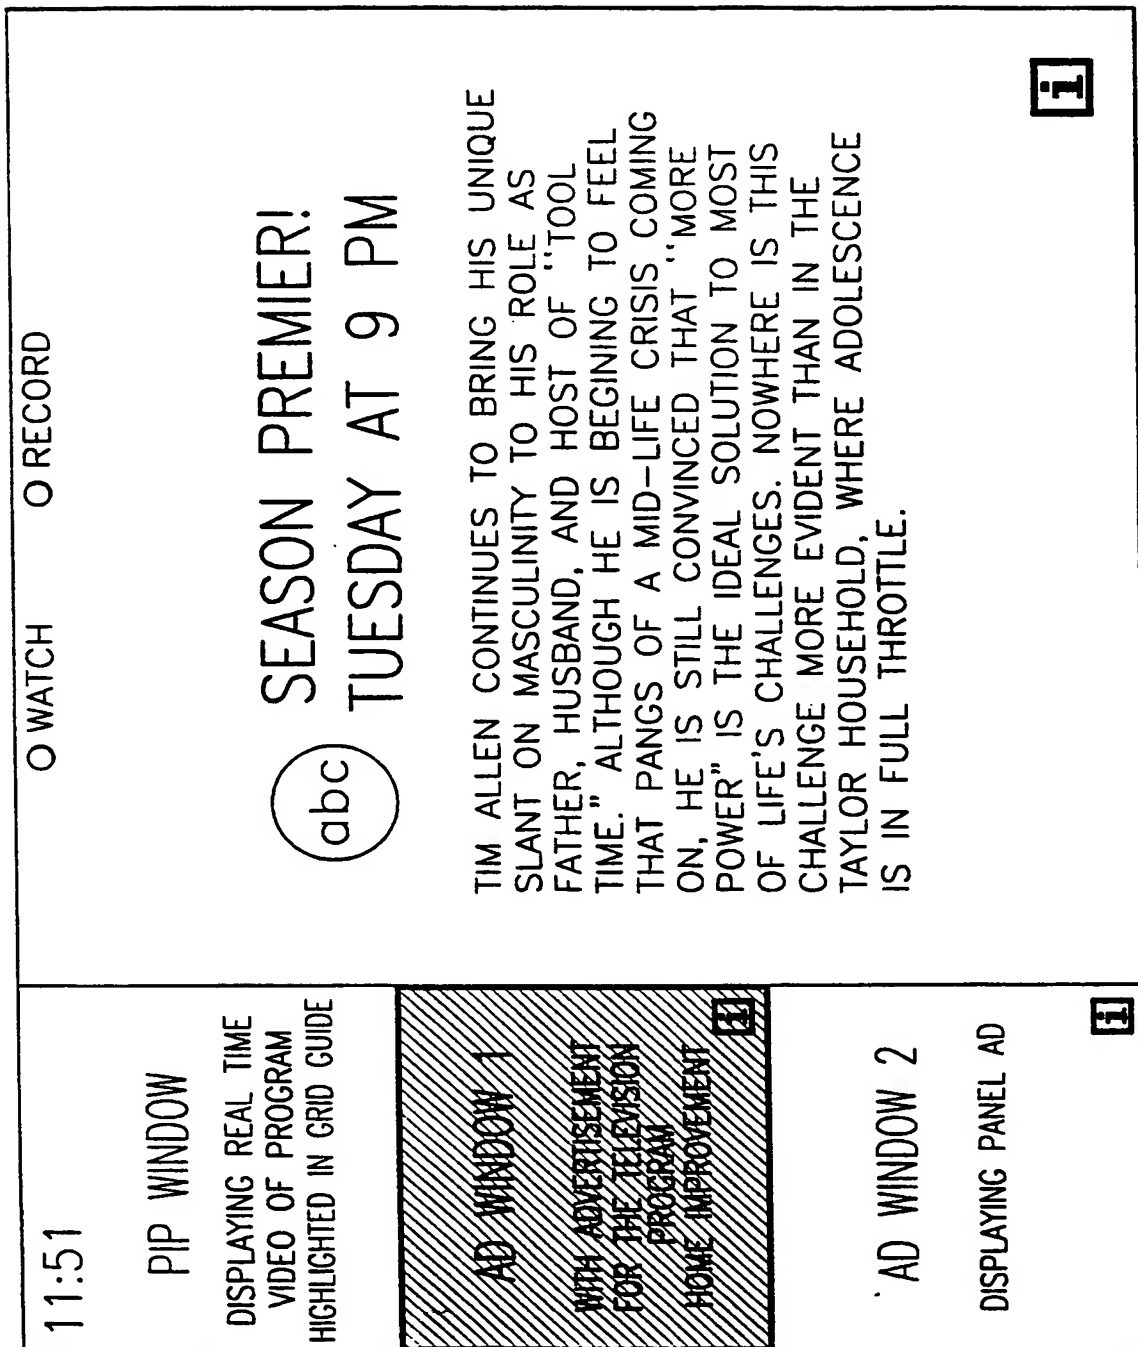 11:51
O WATCH
O RECORD
PIP WINDOW
DISPLAYING REAL TIME
VIDEO OF PROGRAM
HIGHLIGHTED IN GRID GUIDE
AD WINDOW 1
WITH ADVERTISEMENT
FOR THE TELEVISION
PROGRAM
HOME IMPROVEMENT
i
AD WINDOW 2
DISPLAYING PANEL AD
i
abc
SEASON PREMIER!
TUESDAY AT 9 PM
TIM ALLEN CONTINUES TO BRING HIS UNIQUE
SLANT ON MASCULINITY TO HIS ROLE AS
FATHER, HUSBAND, AND HOST OF "TOOL
TIME." ALTHOUGH HE IS BEGINING TO FEEL
THAT PANGS OF A MID-LIFE CRISIS COMING
ON, HE IS STILL CONVINCED THAT "MORE
POWER" IS THE IDEAL SOLUTION TO MOST
OF LIFE'S CHALLENGES. NOWHERE IS THIS
CHALLENGE MORE EVIDENT THAN IN THE
TAYLOR HOUSEHOLD, WHERE ADOLESCENCE
IS IN FULL THROTTLE.
i